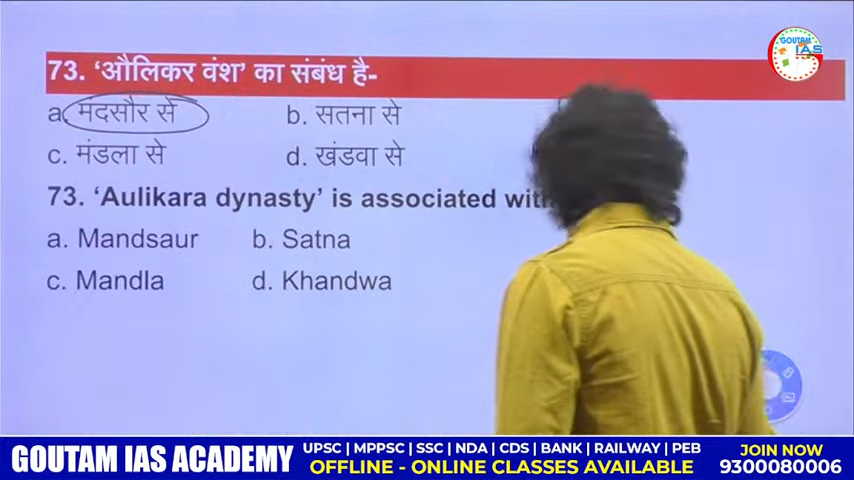 GOUTAM
IAS
73. ‘औलिकर वंश’ का संबंध है-
a. मंदसौर से b. सतना से
c. मंडला से d. खंडवा से
73. ‘Aulikara dynasty’ is associated with
a. Mandsaur b. Satna
c. Mandla d. Khandwa
GOUTAM IAS ACADEMY
UPSC | MPPSC | SSC | NDA | CDS | BANK | RAILWAY | PEB
OFFLINE - ONLINE CLASSES AVAILABLE
JOIN NOW
9300080006